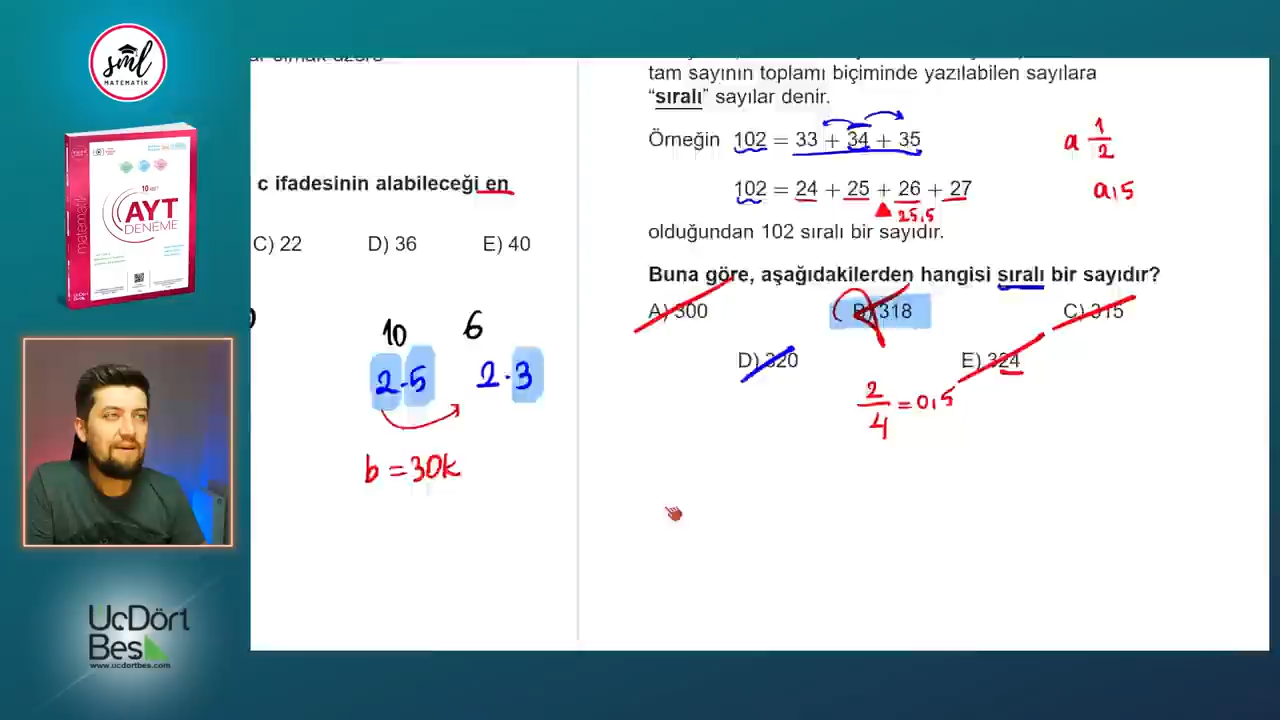 sml
MATEMATİK
AYT
DENEME
matematik
c ifadesinin alabileceği en
C) 22 D) 36 E) 40
10 6
2.5 2.3
b = 30k
tam sayının toplamı biçiminde yazılabilen sayılara
“sıralı” sayılar denir.
Örneğin 102 = 33 + 34 + 35
a 1/2
102 = 24 + 25 + 26 + 27
a,5
25,5
olduğundan 102 sıralı bir sayıdır.
Buna göre, aşağıdakilerden hangisi sıralı bir sayıdır?
A) 300 B) 318 C) 315
D) 320 E) 324
2/4 = 0,5
UcDört
Bes
www.ucdortbes.com